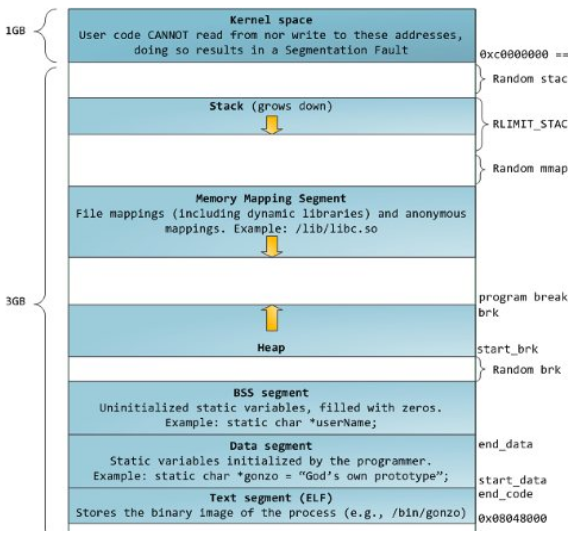 1GB
Kernel space
User code CANNOT read from nor write to these addresses,
doing so results in a Segmentation Fault
0xc0000000 ==
Random stac
Stack (grows down)
RLIMIT_STAC
Random mmap
Memory Mapping Segment
File mappings (including dynamic libraries) and anonymous
mappings. Example: /lib/libc.so
3GB
program break
brk
Heap
start_brk
Random brk
BSS segment
Uninitialized static variables, filled with zeros.
Example: static char *userName;
Data segment
Static variables initialized by the programmer.
Example: static char *gonzo = “God’s own prototype”;
end_data
start_data
Text segment (ELF)
Stores the binary image of the process (e.g., /bin/gonzo)
end_code
0x08048000